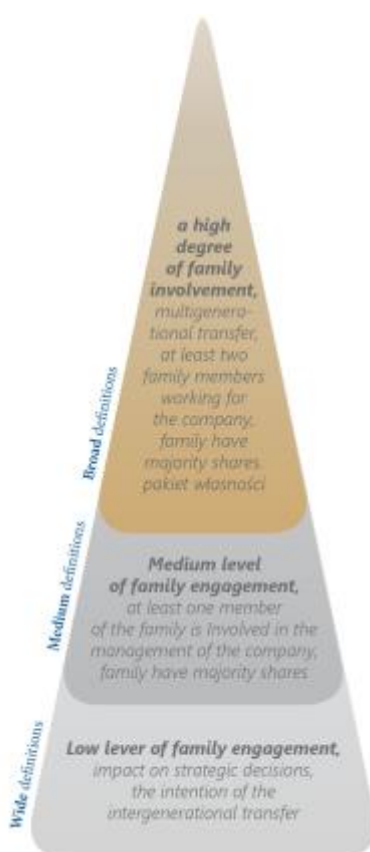 a high
degree
of family
involvement,
multigenera-
tional transfer,
at least two
family members
working for
the company,
family have
majority shares.
pakiet własności
Broad definitions
Medium level
of family engagement,
at least one member
of the family is Involved in the
management of the company,
family have majority shares
Medium definitions
Low lever of family engagement,
impact on strategic decisions,
the intention of the
intergenerational transfer
Wide definitions